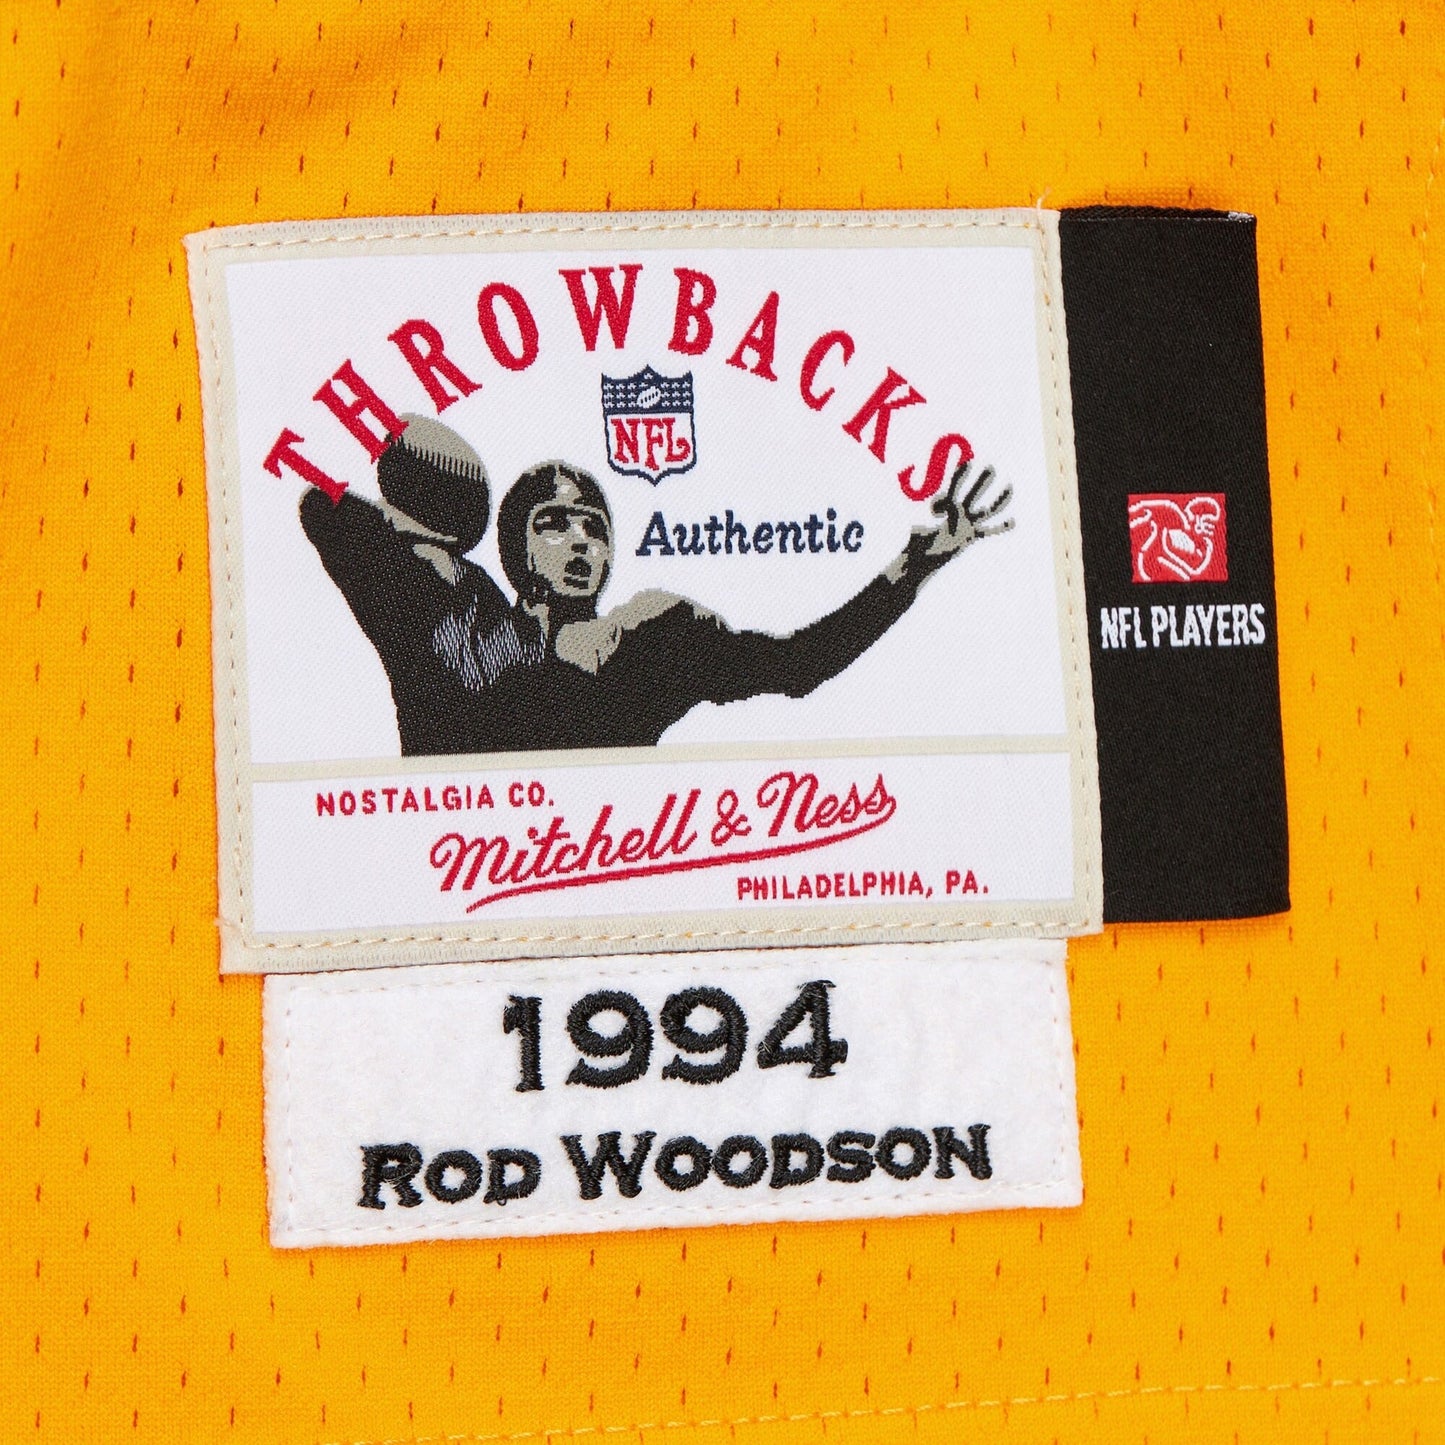 THROWBACKS
NFL
Authentic
NFL PLAYERS
NOSTALGIA CO.
Mitchell & Ness
PHILADELPHIA, PA.
1994
ROD WOODSON